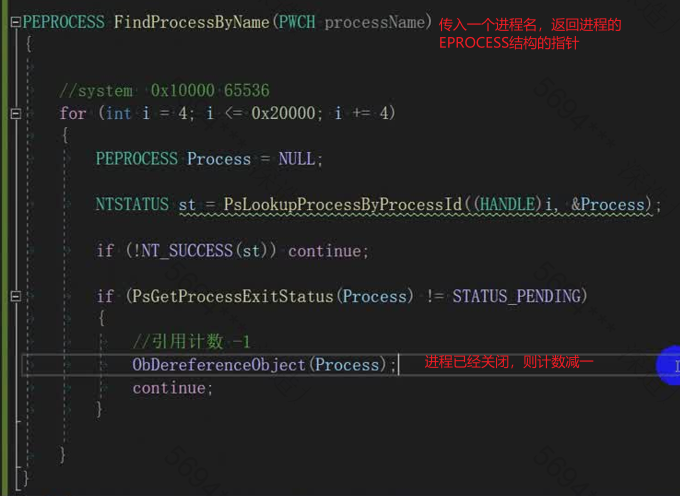 PEPROCESS FindProcessByName(PWCH processName)
传入一个进程名，返回进程的
EPROCESS结构的指针
{
//system 0x10000 65536
for (int i = 4; i <= 0x20000; i += 4)
{
PEPROCESS Process = NULL;
NTSTATUS st = PsLookupProcessByProcessId((HANDLE)i, &Process);
if (!NT_SUCCESS(st)) continue;
if (PsGetProcessExitStatus(Process) != STATUS_PENDING)
{
//引用计数 -1
ObDereferenceObject(Process); 进程已经关闭，则计数减一
continue;
}
}
}